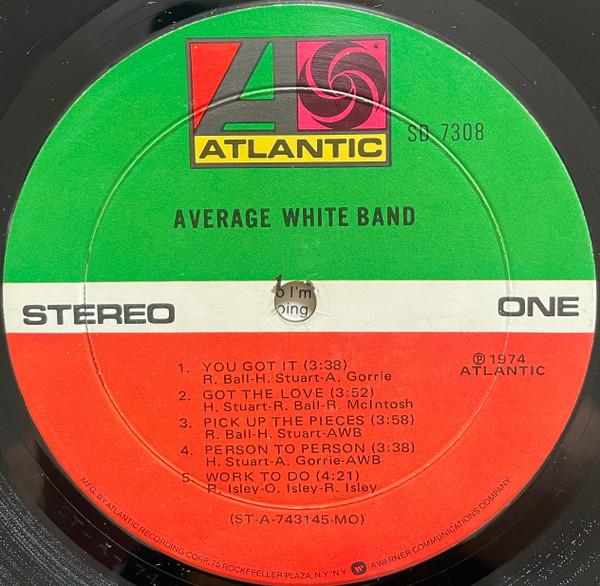 ATLANTIC
SD 7308
AVERAGE WHITE BAND
STEREO
I'm
ONE
1. YOU GOT IT (3:38)
R. Ball-H. Stuart-A. Gorrie
2. GOT THE LOVE (3:52)
H. Stuart-R. Ball-R. McIntosh
3. PICK UP THE PIECES (3:58)
R. Ball-H. Stuart-AWB
4. PERSON TO PERSON (3:38)
H. Stuart-A. Gorrie-AWB
5. WORK TO DO (4:21)
R. Isley-O. Isley-R. Isley
(ST-A-743145-MO)
Ⓟ 1974
ATLANTIC
MFG. BY ATLANTIC RECORDING CORP., 75 ROCKEFELLER PLAZA, N.Y., N.Y. A WARNER COMMUNICATIONS COMPANY